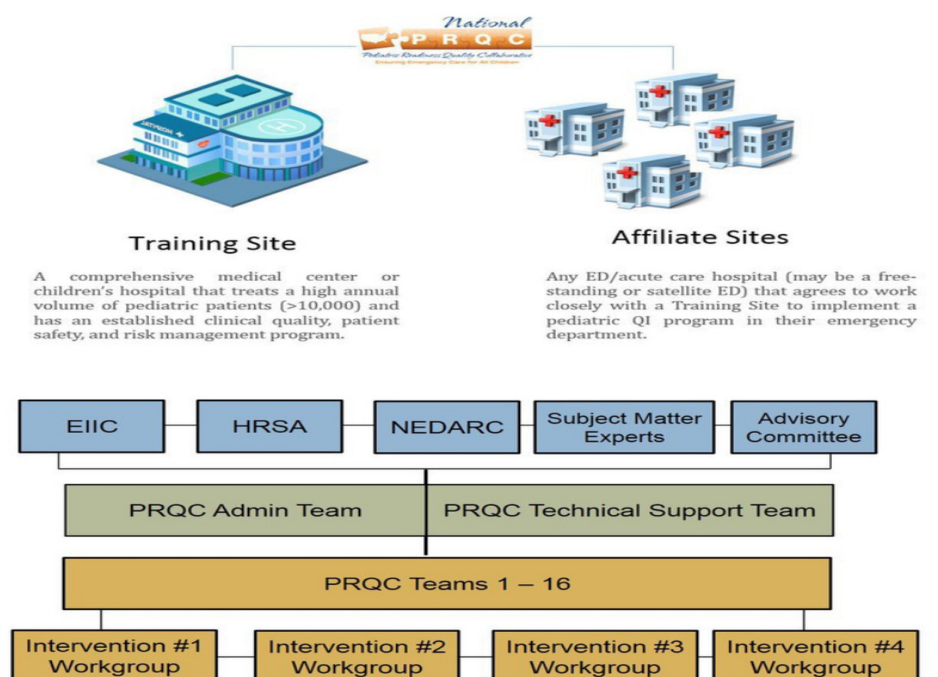 National
PRQC
Pediatric Readiness Quality Collaborative
Ensuring Emergency Care for All Children
Training Site
Affiliate Sites
A comprehensive medical center or
children's hospital that treats a high annual
volume of pediatric patients (>10,000) and
has an established clinical quality, patient
safety, and risk management program.
Any ED/acute care hospital (may be a free-
standing or satellite ED) that agrees to work
closely with a Training Site to implement a
pediatric QI program in their emergency
department.
EIIC
HRSA
NEDARC
Subject Matter
Experts
Advisory
Committee
PRQC Admin Team
PRQC Technical Support Team
PRQC Teams 1 – 16
Intervention #1
Workgroup
Intervention #2
Workgroup
Intervention #3
Workgroup
Intervention #4
Workgroup